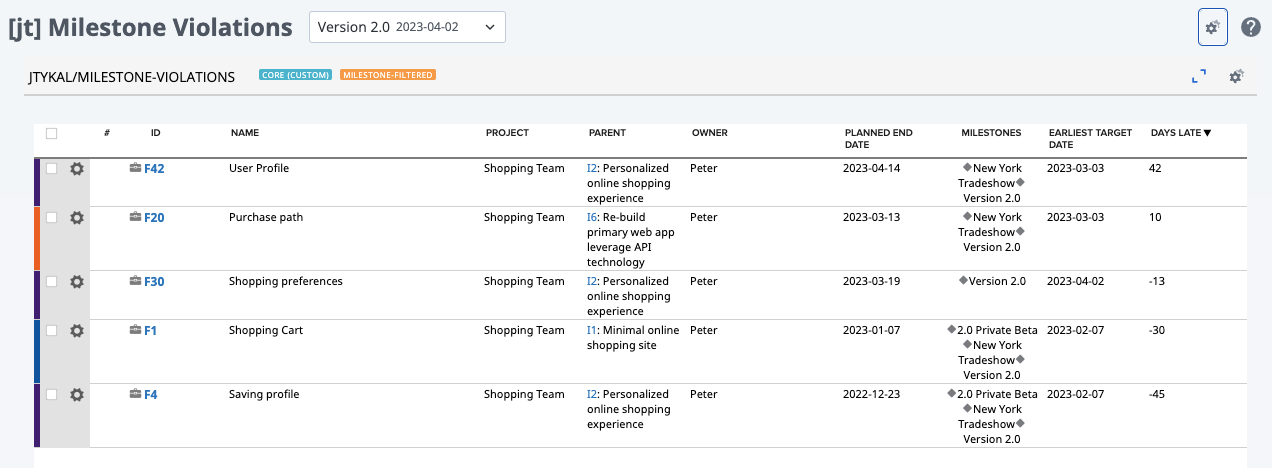 [jt] Milestone Violations
Version 2.0 2023-04-02
JTYKAL/MILESTONE-VIOLATIONS CORE (CUSTOM) MILESTONE-FILTERED
# ID NAME PROJECT PARENT OWNER PLANNED END DATE MILESTONES EARLIEST TARGET DATE DAYS LATE ▼
F42 User Profile Shopping Team I2: Personalized online shopping experience Peter 2023-04-14 ◆New York Tradeshow◆ Version 2.0 2023-03-03 42
F20 Purchase path Shopping Team I6: Re-build primary web app leverage API technology Peter 2023-03-13 ◆New York Tradeshow◆ Version 2.0 2023-03-03 10
F30 Shopping preferences Shopping Team I2: Personalized online shopping experience Peter 2023-03-19 ◆Version 2.0 2023-04-02 -13
F1 Shopping Cart Shopping Team I1: Minimal online shopping site Peter 2023-01-07 ◆2.0 Private Beta ◆New York Tradeshow◆ Version 2.0 2023-02-07 -30
F4 Saving profile Shopping Team I2: Personalized online shopping experience Peter 2022-12-23 ◆2.0 Private Beta ◆New York Tradeshow◆ Version 2.0 2023-02-07 -45